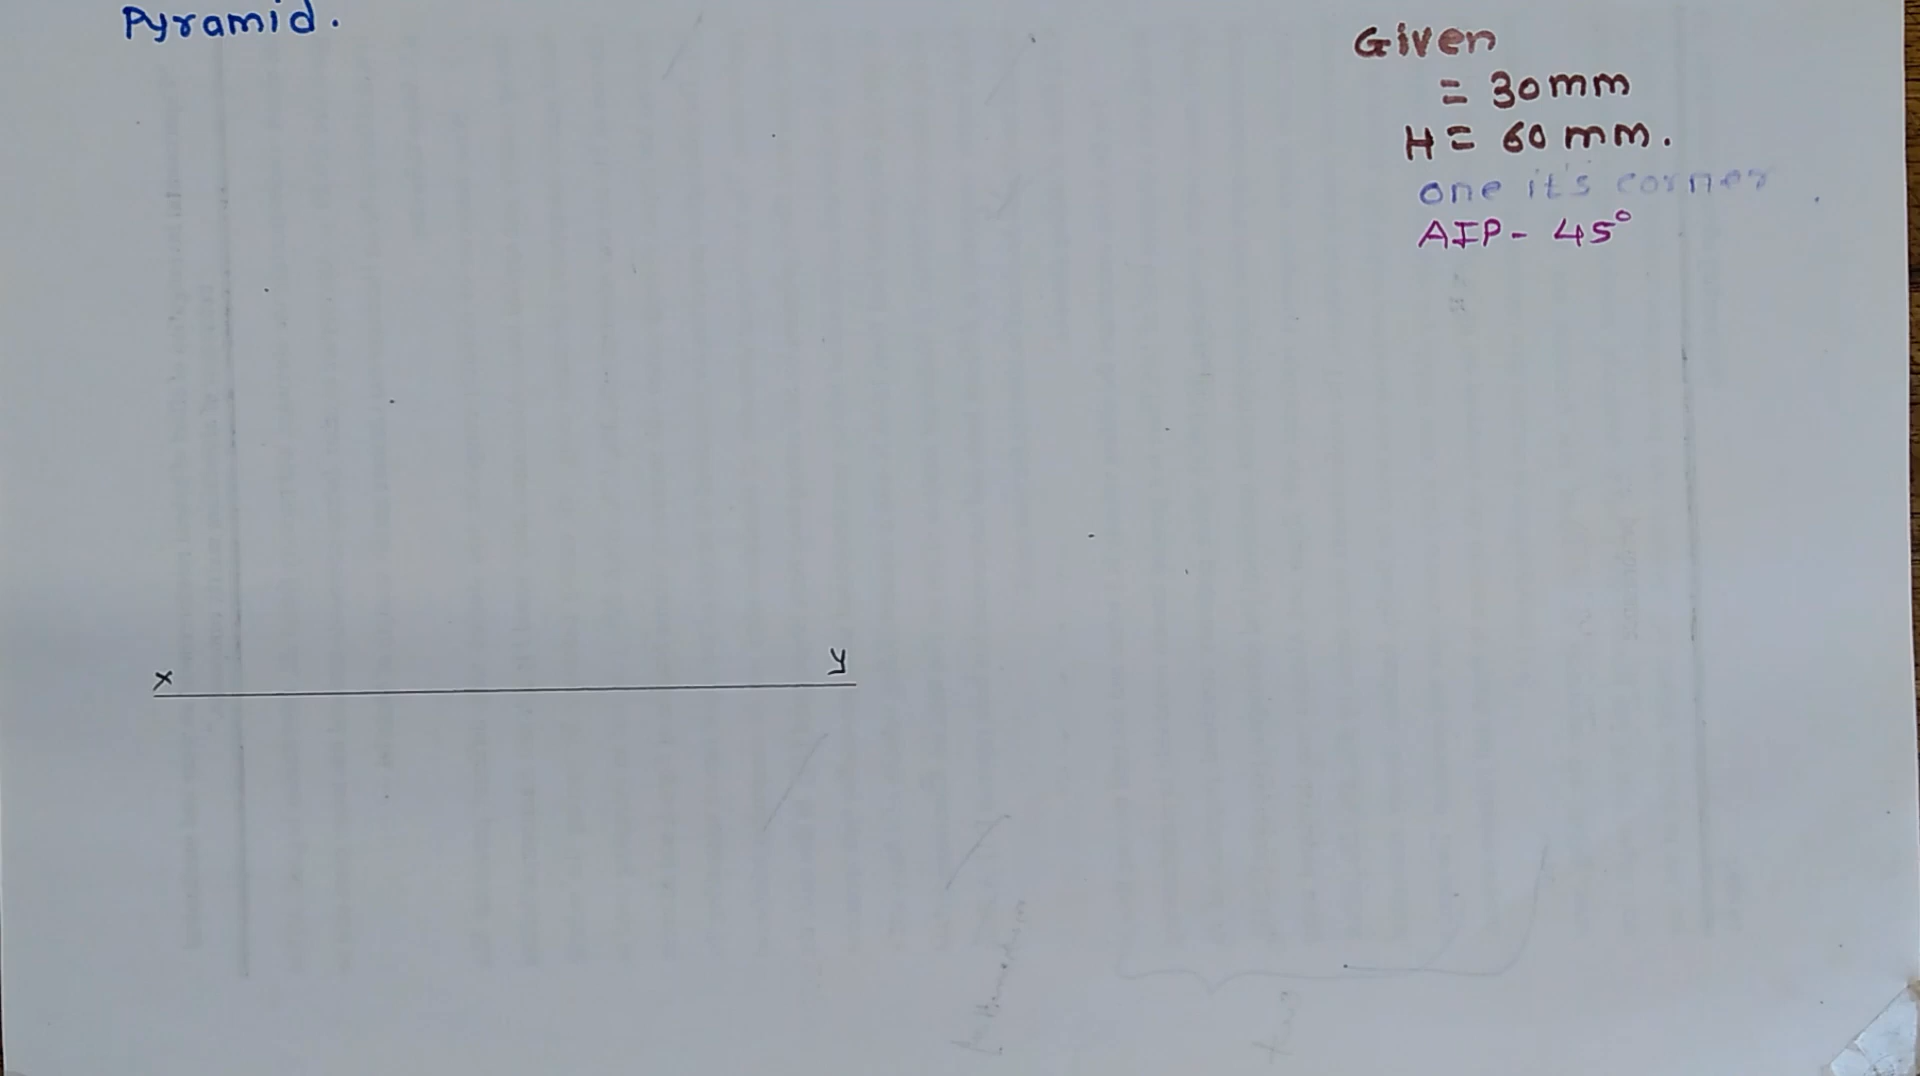 Pyramid.
Given
= 30mm
H = 60 mm.
one it's corner
AIP - 45°
x
y